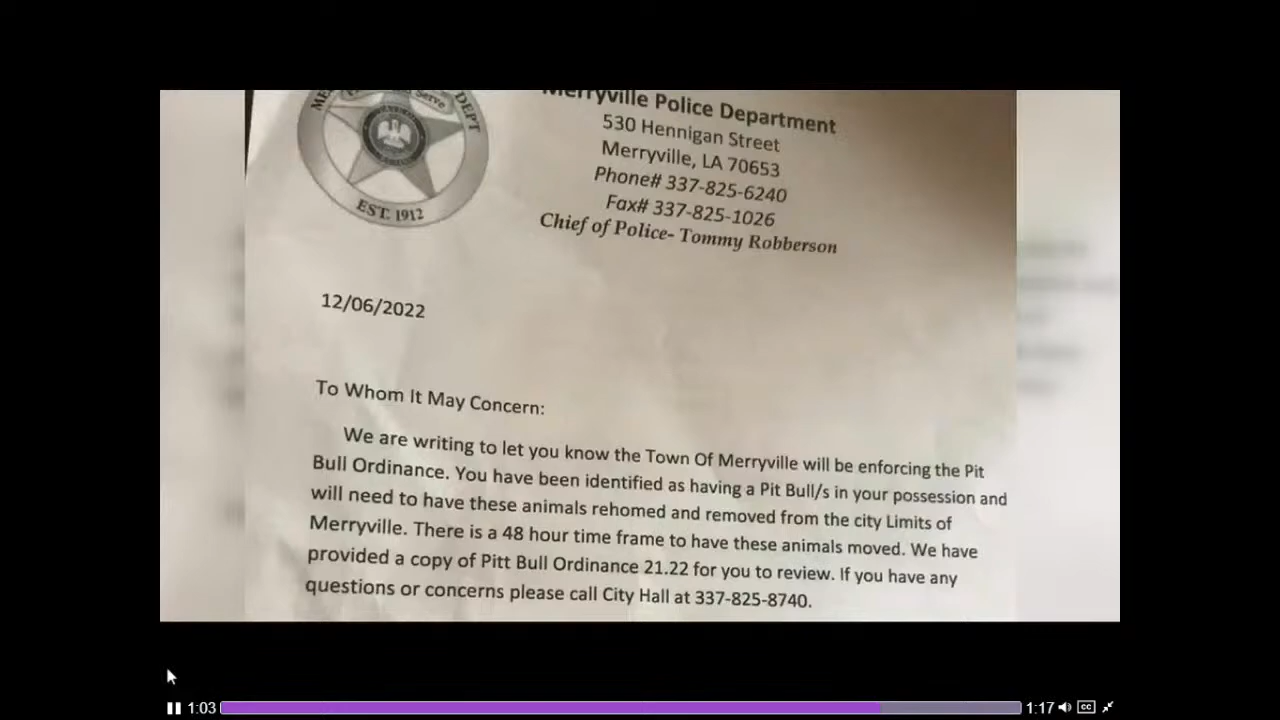 Merryville Police Department
530 Hennigan Street
Merryville, LA 70653
Phone# 337-825-6240
Fax# 337-825-1026
Chief of Police- Tommy Robberson
Serve
DEPT
EST. 1912
12/06/2022
To Whom It May Concern:
We are writing to let you know the Town Of Merryville will be enforcing the Pit
Bull Ordinance. You have been identified as having a Pit Bull/s in your possession and
will need to have these animals rehomed and removed from the city Limits of
Merryville. There is a 48 hour time frame to have these animals moved. We have
provided a copy of Pitt Bull Ordinance 21.22 for you to review. If you have any
questions or concerns please call City Hall at 337-825-8740.
1:03
1:17
CC